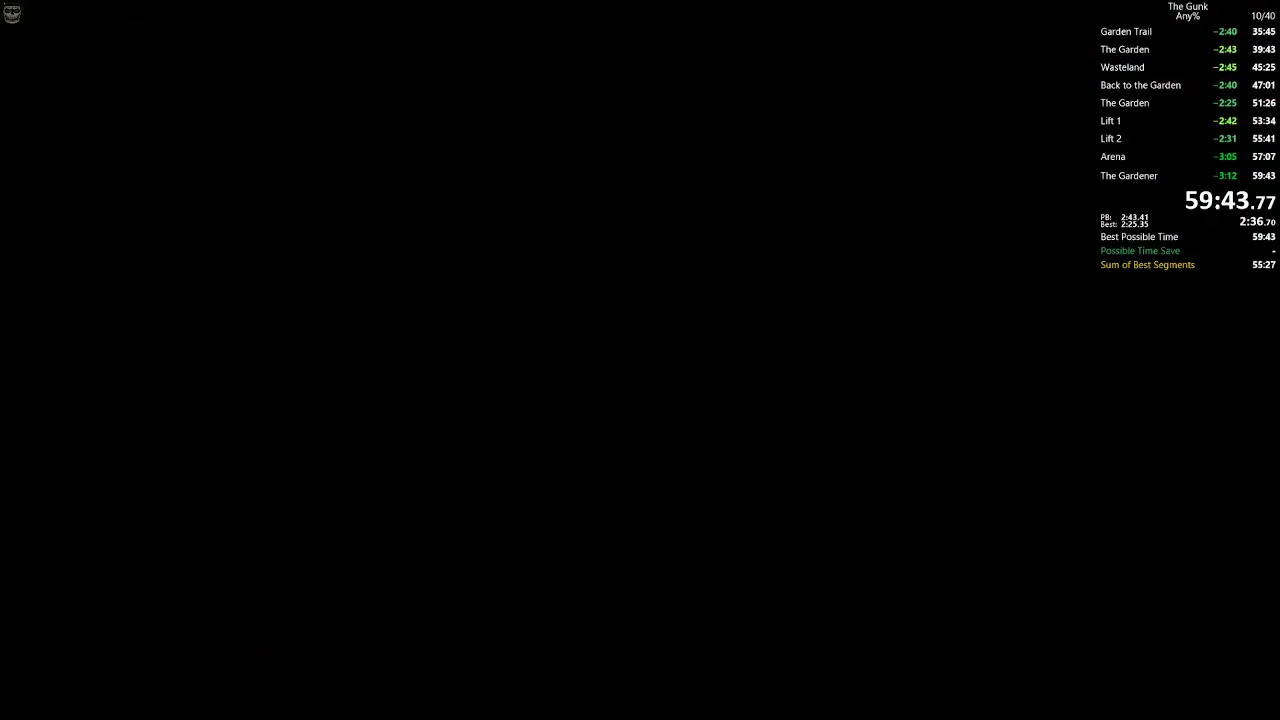 The Gunk
Any% 10/40
Garden Trail −2:40 35:45
The Garden −2:43 39:43
Wasteland −2:45 45:25
Back to the Garden −2:40 47:01
The Garden −2:25 51:26
Lift 1 −2:42 53:34
Lift 2 −2:31 55:41
Arena −3:05 57:07
The Gardener −3:12 59:43
59:43.77
PB: 2:43.41 2:36.70
Best: 2:25.35
Best Possible Time 59:43
Possible Time Save -
Sum of Best Segments 55:27